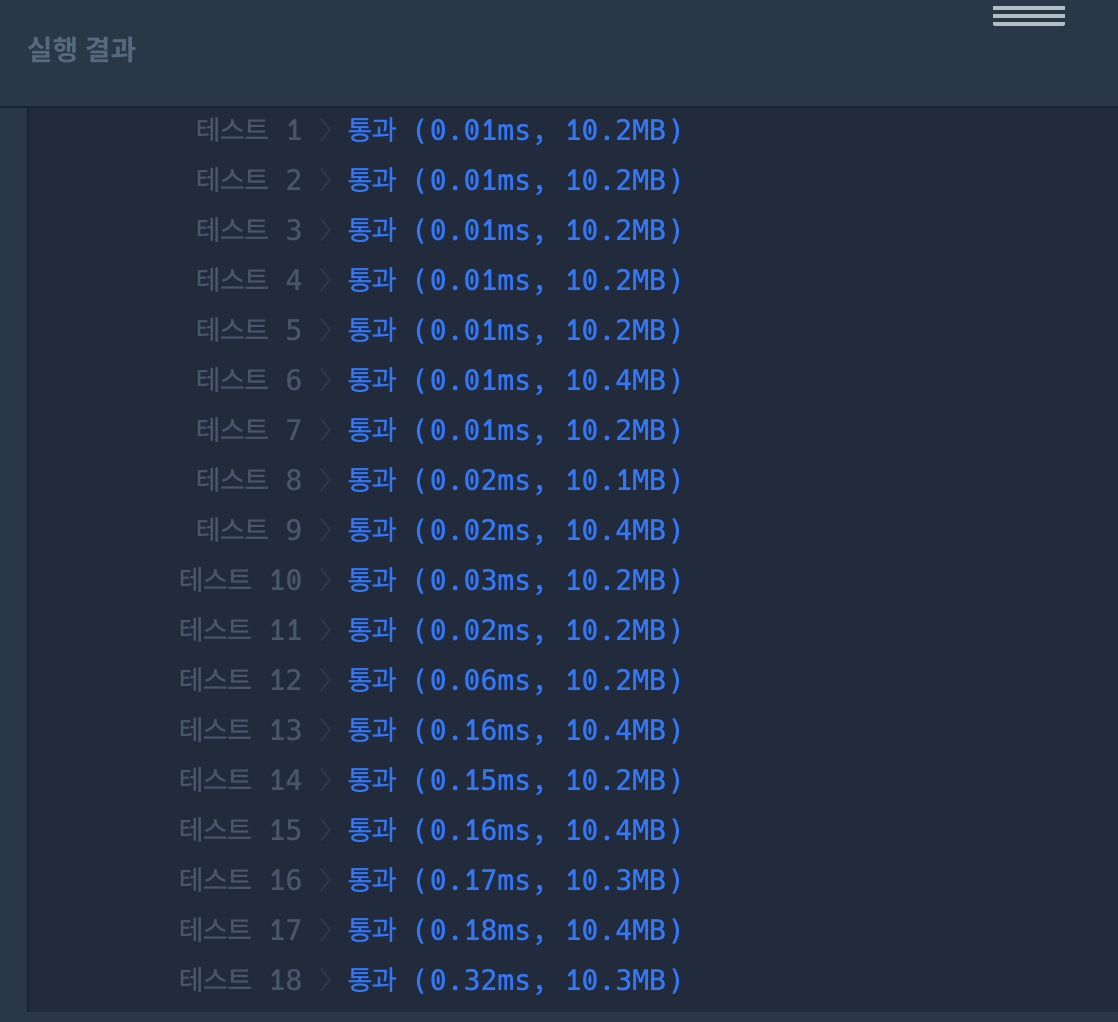 실행 결과
테스트 1 〉 통과 (0.01ms, 10.2MB)
테스트 2 〉 통과 (0.01ms, 10.2MB)
테스트 3 〉 통과 (0.01ms, 10.2MB)
테스트 4 〉 통과 (0.01ms, 10.2MB)
테스트 5 〉 통과 (0.01ms, 10.2MB)
테스트 6 〉 통과 (0.01ms, 10.4MB)
테스트 7 〉 통과 (0.01ms, 10.2MB)
테스트 8 〉 통과 (0.02ms, 10.1MB)
테스트 9 〉 통과 (0.02ms, 10.4MB)
테스트 10 〉 통과 (0.03ms, 10.2MB)
테스트 11 〉 통과 (0.02ms, 10.2MB)
테스트 12 〉 통과 (0.06ms, 10.2MB)
테스트 13 〉 통과 (0.16ms, 10.4MB)
테스트 14 〉 통과 (0.15ms, 10.2MB)
테스트 15 〉 통과 (0.16ms, 10.4MB)
테스트 16 〉 통과 (0.17ms, 10.3MB)
테스트 17 〉 통과 (0.18ms, 10.4MB)
테스트 18 〉 통과 (0.32ms, 10.3MB)